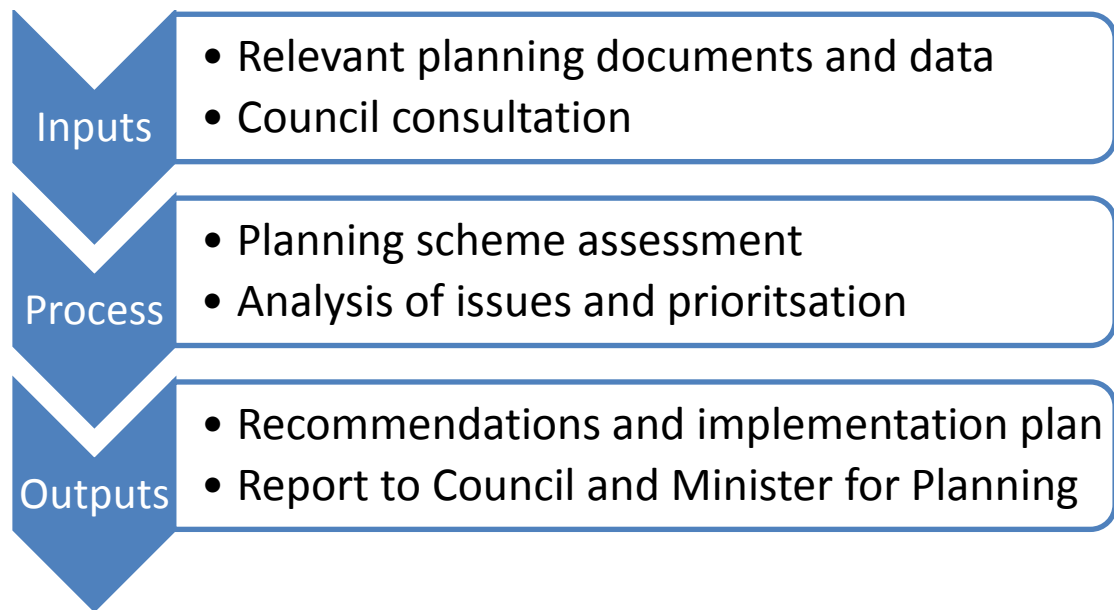 Inputs
• Relevant planning documents and data
• Council consultation
Process
• Planning scheme assessment
• Analysis of issues and prioritsation
Outputs
• Recommendations and implementation plan
• Report to Council and Minister for Planning